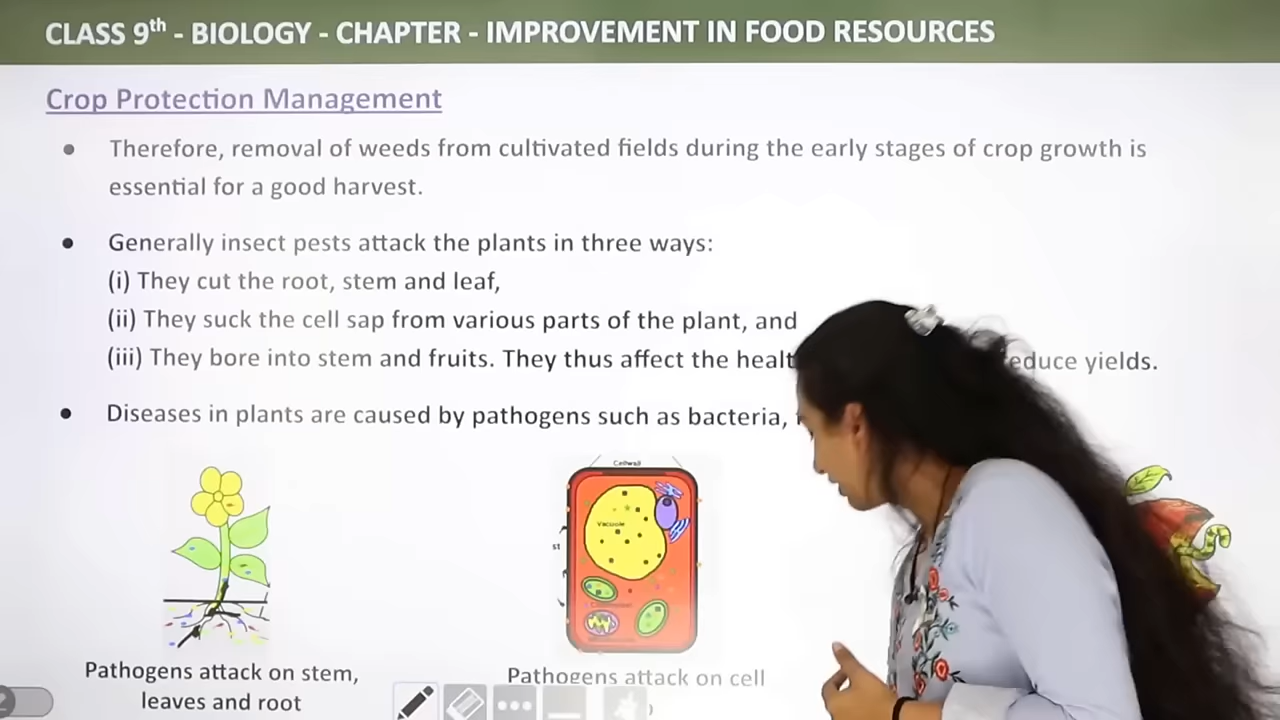 CLASS 9th - BIOLOGY - CHAPTER - IMPROVEMENT IN FOOD RESOURCES
Crop Protection Management
• Therefore, removal of weeds from cultivated fields during the early stages of crop growth is
essential for a good harvest.
• Generally insect pests attack the plants in three ways:
(i) They cut the root, stem and leaf,
(ii) They suck the cell sap from various parts of the plant, and
(iii) They bore into stem and fruits. They thus affect the healt educe yields.
• Diseases in plants are caused by pathogens such as bacteria,
Cellwall
Vacuole
st
Pathogens attack on stem,
leaves and root
Pathogens attack on cell